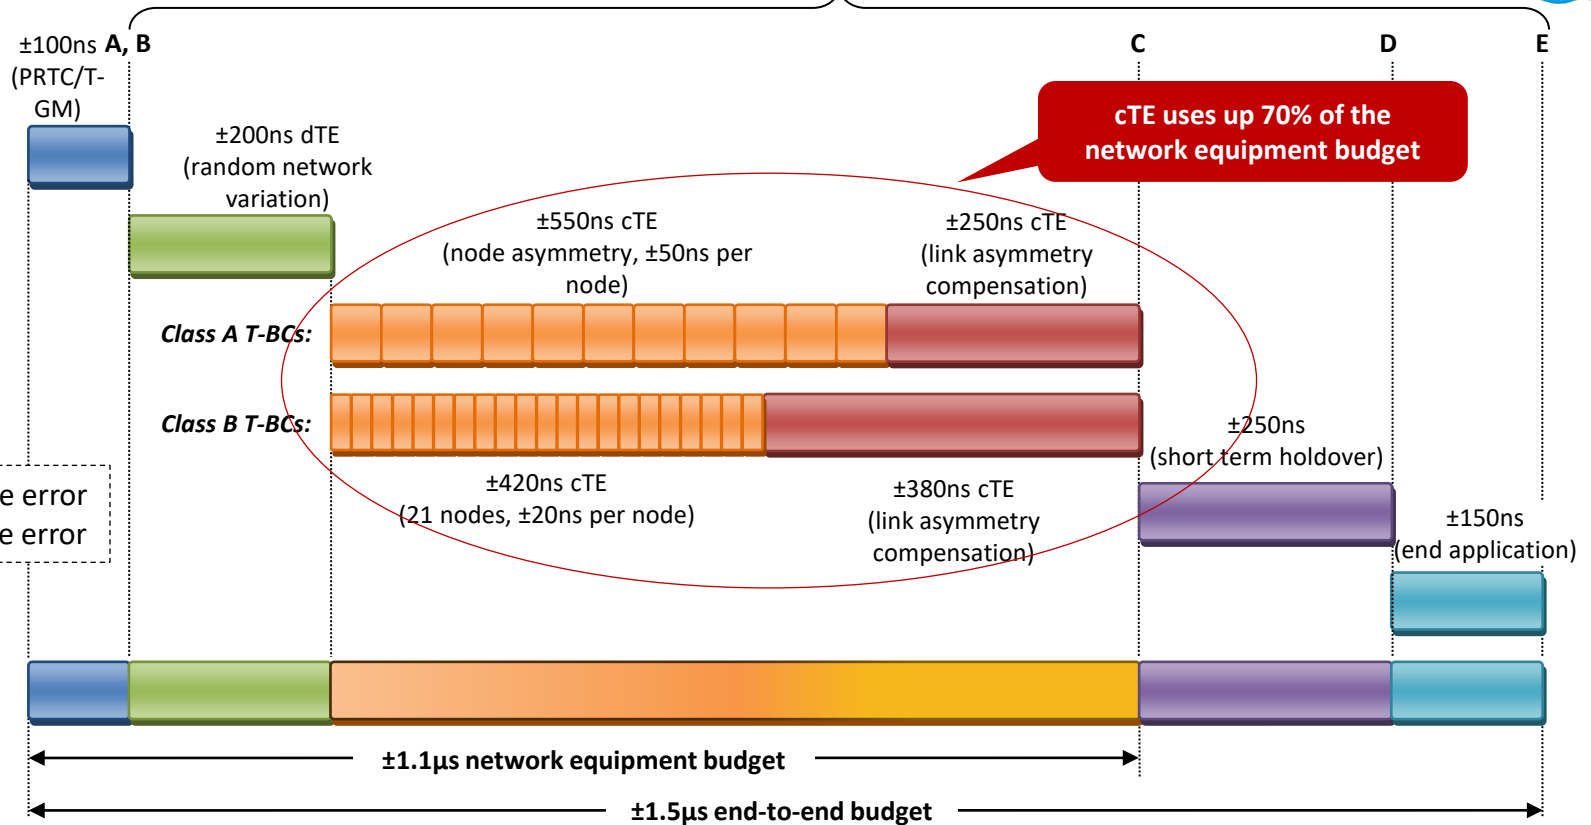 ±100ns
(PRTC/T-
GM)
A, B
C
D
E
cTE uses up 70% of the
network equipment budget
±200ns dTE
(random network
variation)
±550ns cTE
(node asymmetry, ±50ns per
node)
±250ns cTE
(link asymmetry
compensation)
Class A T-BCs:
Class B T-BCs:
±250ns
(short term holdover)
±420ns cTE
(21 nodes, ±20ns per node)
±380ns cTE
(link asymmetry
compensation)
error
error
±150ns
(end application)
±1.1µs network equipment budget
±1.5µs end-to-end budget